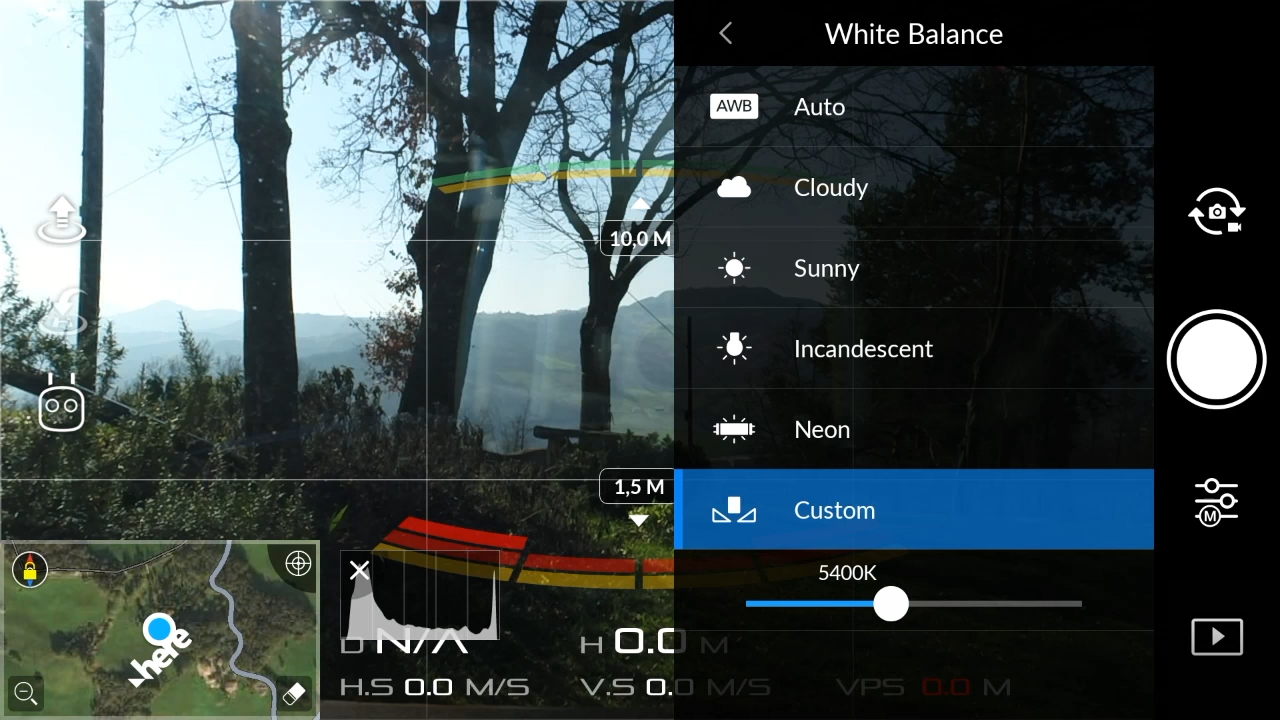 White Balance
AWB Auto
Cloudy
10,0 M
Sunny
Incandescent
Neon
1,5 M
Custom
M
5400K
here
D N/A H 0.0 M
H.S 0.0 M/S V.S 0.0 M/S VPS 0.0 M